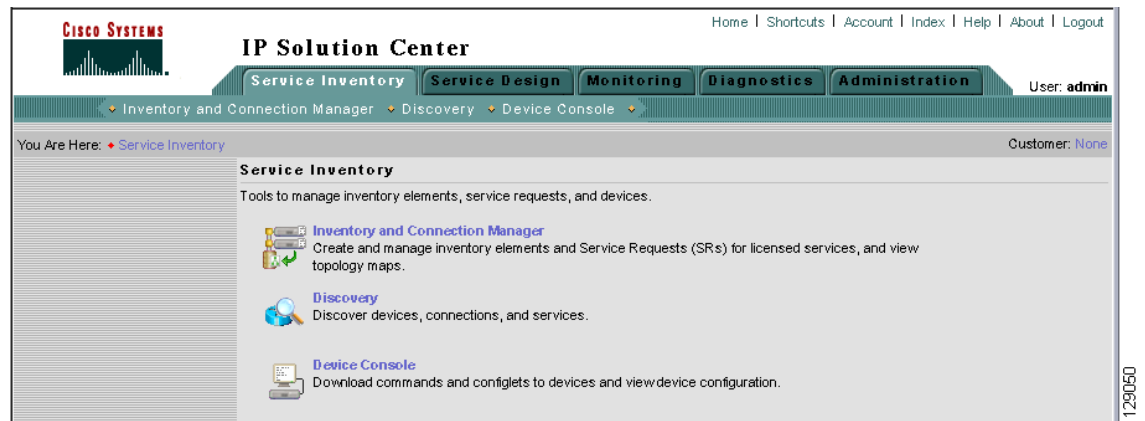 CISCO SYSTEMS
Home | Shortcuts | Account | Index | Help | About | Logout
IP Solution Center
Service Inventory Service Design Monitoring Diagnostics Administration
User: admin
Inventory and Connection Manager Discovery Device Console
You Are Here: Service Inventory
Customer: None
Service Inventory
Tools to manage inventory elements, service requests, and devices.
Inventory and Connection Manager
Create and manage inventory elements and Service Requests (SRs) for licensed services, and view
topology maps.
Discovery
Discover devices, connections, and services.
Device Console
Download commands and configlets to devices and view device configuration.
129050